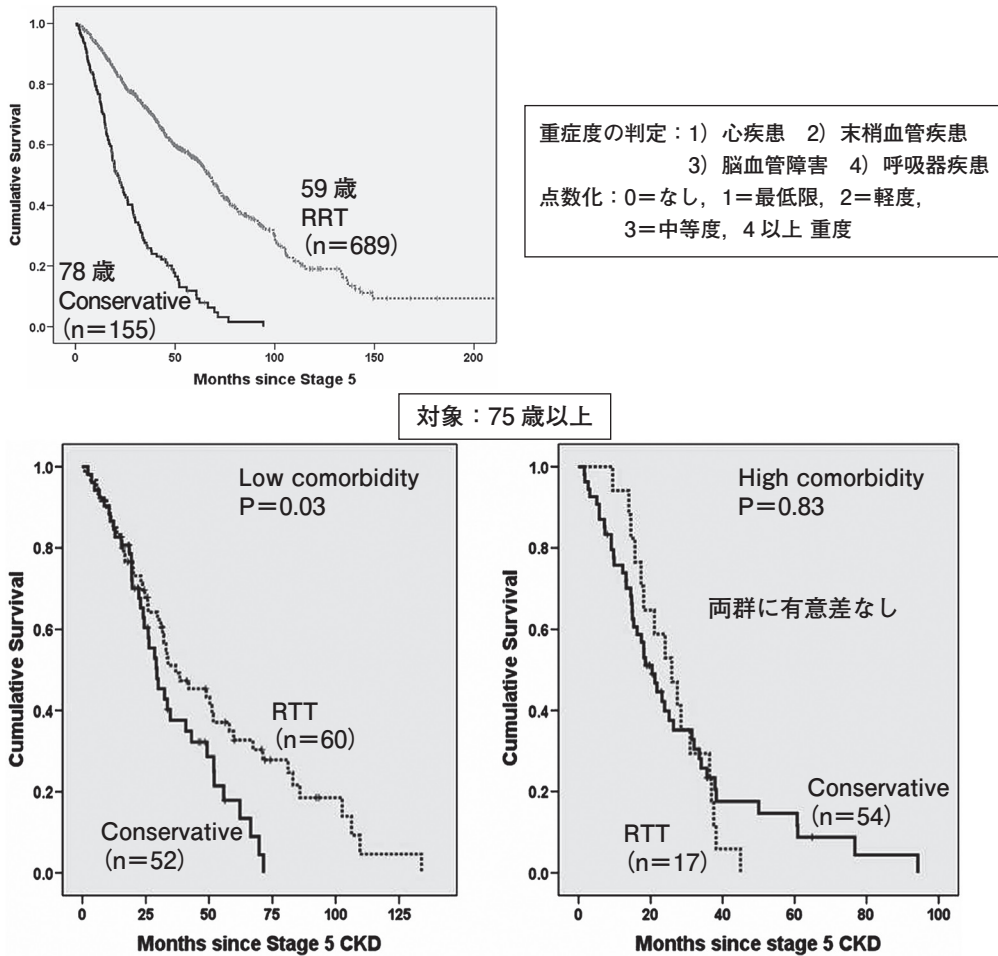 1.0
0.8
0.6
0.4
0.2
0.0
Cumulative Survival
59 歳
RRT
(n=689)
78 歳
Conservative
(n=155)
0 50 100 150 200
Months since Stage 5
重症度の判定：1）心疾患 2）末梢血管疾患
3）脳血管障害 4）呼吸器疾患
点数化：0＝なし，1＝最低限，2＝軽度，
3＝中等度，4 以上 重度
対象：75 歳以上
1.0
0.8
0.6
0.4
0.2
0.0
Cumulative Survival
Low comorbidity
P=0.03
RTT
(n=60)
Conservative
(n=52)
0 25 50 75 100 125
Months since Stage 5 CKD
1.0
0.8
0.6
0.4
0.2
0.0
Cumulative Survival
High comorbidity
P=0.83
両群に有意差なし
Conservative
(n=54)
RTT
(n=17)
0 20 40 60 80 100
Months since stage 5 CKD